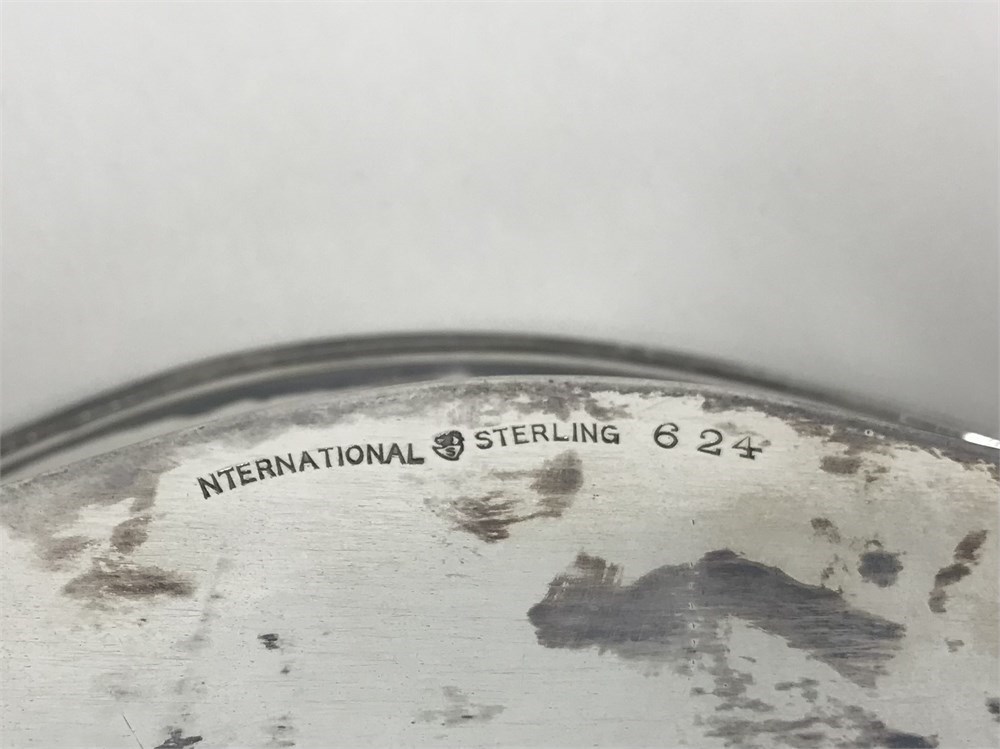 NTERNATIONAL S STERLING 624